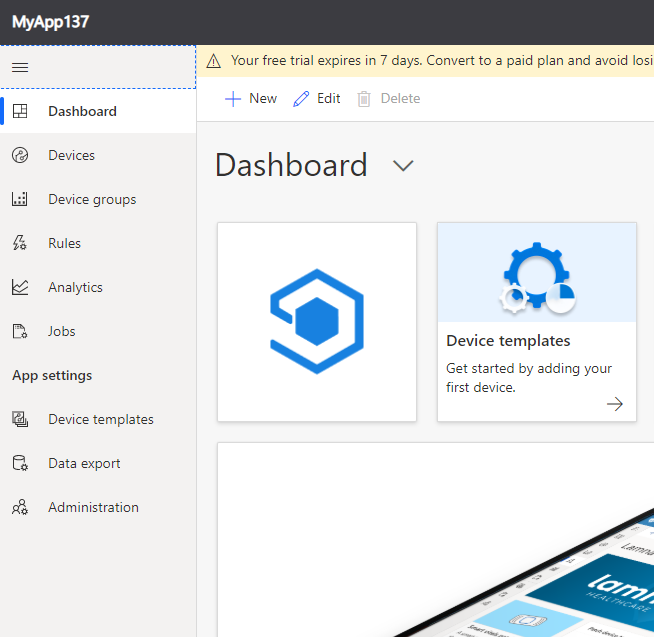 MyApp137
Your free trial expires in 7 days. Convert to a paid plan and avoid losi
New Edit Delete
Dashboard
Devices
Device groups
Rules
Analytics
Jobs
App settings
Device templates
Data export
Administration
Dashboard
Device templates
Get started by adding your
first device.
lamn
HEALTHCARE